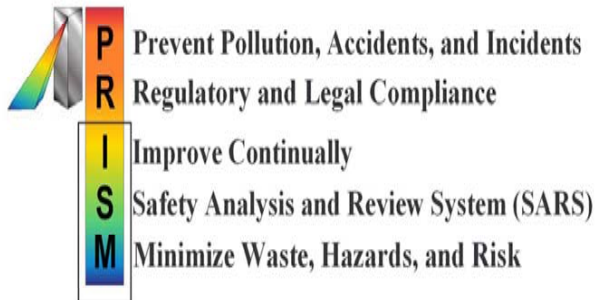 P Prevent Pollution, Accidents, and Incidents
R Regulatory and Legal Compliance
I Improve Continually
S Safety Analysis and Review System (SARS)
M Minimize Waste, Hazards, and Risk